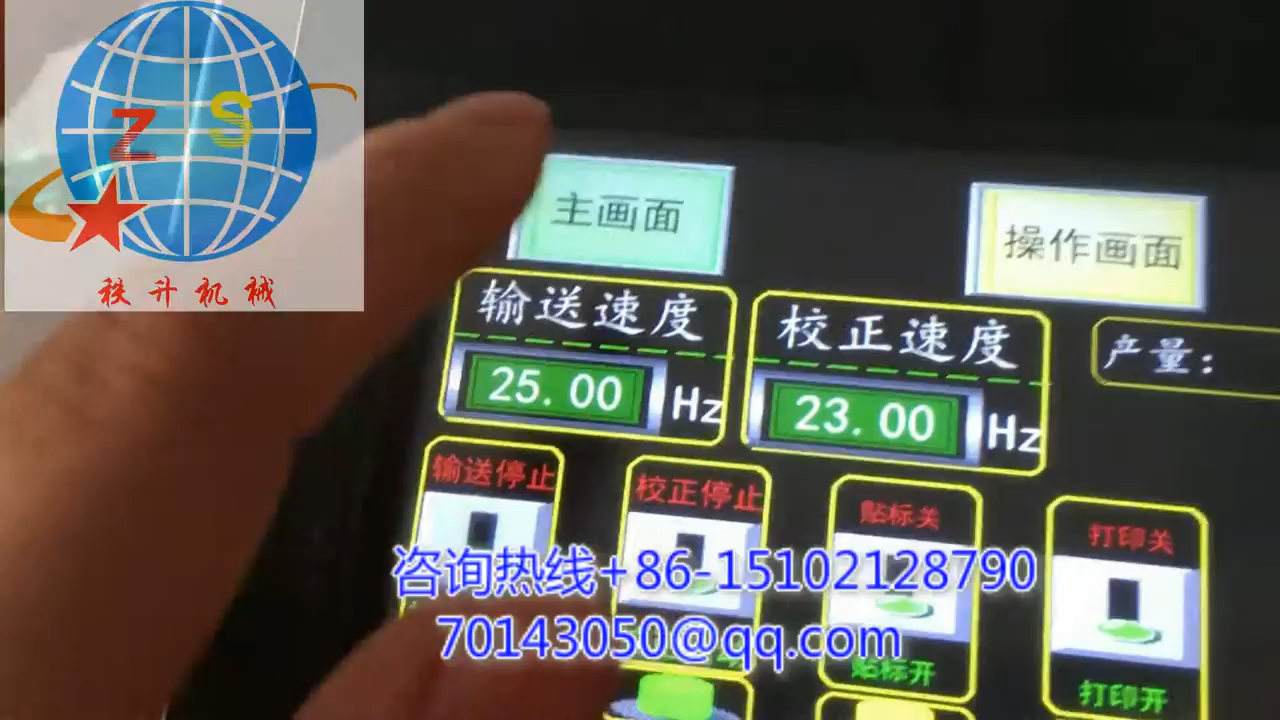 Z S
秩升机械
主画面
操作画面
输送速度
25.00 Hz
校正速度
23.00 Hz
产量:
输送停止
校正停止
贴标关
打印关
咨询热线+86-15102128790
70143050@qq.com
贴标开
打印开